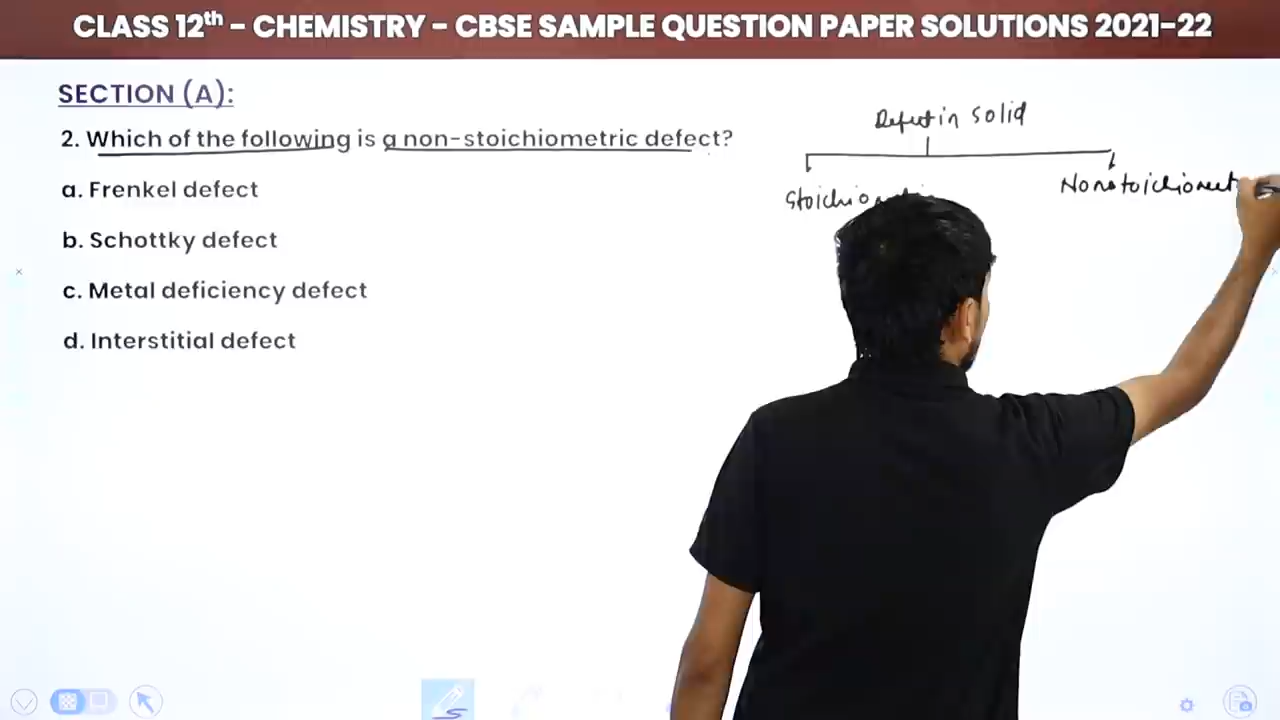 CLASS 12th - CHEMISTRY - CBSE SAMPLE QUESTION PAPER SOLUTIONS 2021-22
SECTION (A):
2. Which of the following is a non-stoichiometric defect?
a. Frenkel defect
b. Schottky defect
c. Metal deficiency defect
d. Interstitial defect
Defect in solid